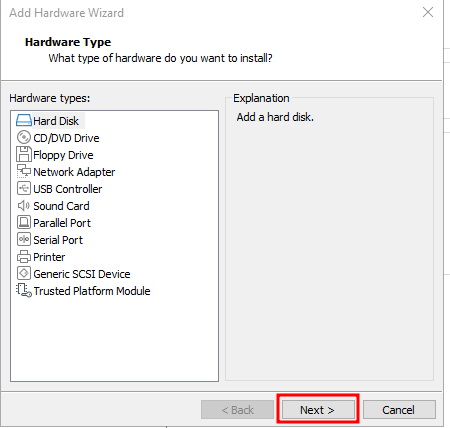 Add Hardware Wizard
Hardware Type
What type of hardware do you want to install?
Hardware types:
Hard Disk
CD/DVD Drive
Floppy Drive
Network Adapter
USB Controller
Sound Card
Parallel Port
Serial Port
Printer
Generic SCSI Device
Trusted Platform Module
Explanation
Add a hard disk.
< Back
Next >
Cancel